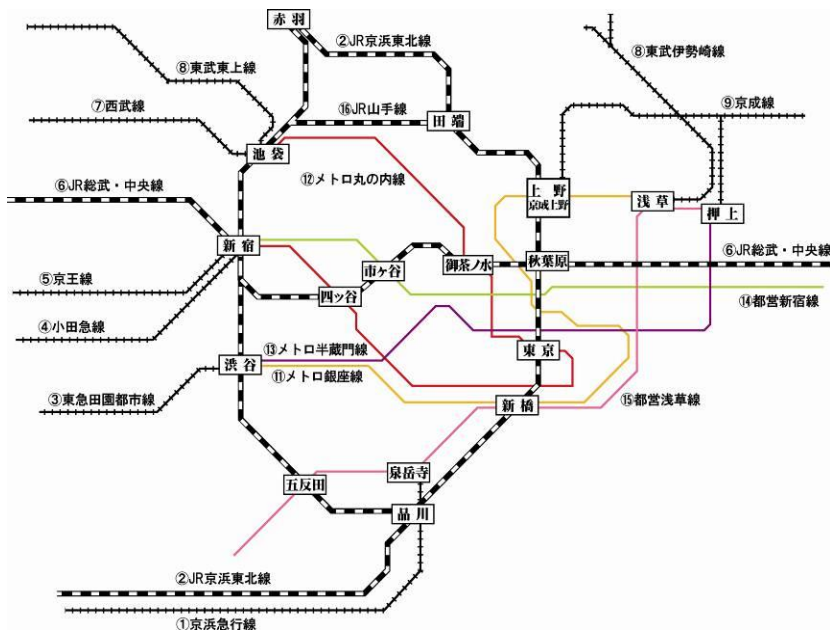 赤羽
②JR京浜東北線
⑧東武伊勢崎線
⑧東武東上線
⑦西武線
⑯JR山手線
田端
⑨京成線
池袋
⑫メトロ丸の内線
⑥JR総武・中央線
上野
京成上野
浅草
押上
新宿
市ヶ谷
御茶ノ水
秋葉原
⑥JR総武・中央線
⑤京王線
四ッ谷
⑭都営新宿線
④小田急線
⑬メトロ半蔵門線
東京
渋谷
⑪メトロ銀座線
③東急田園都市線
新橋
⑮都営浅草線
泉岳寺
五反田
品川
②JR京浜東北線
①京浜急行線